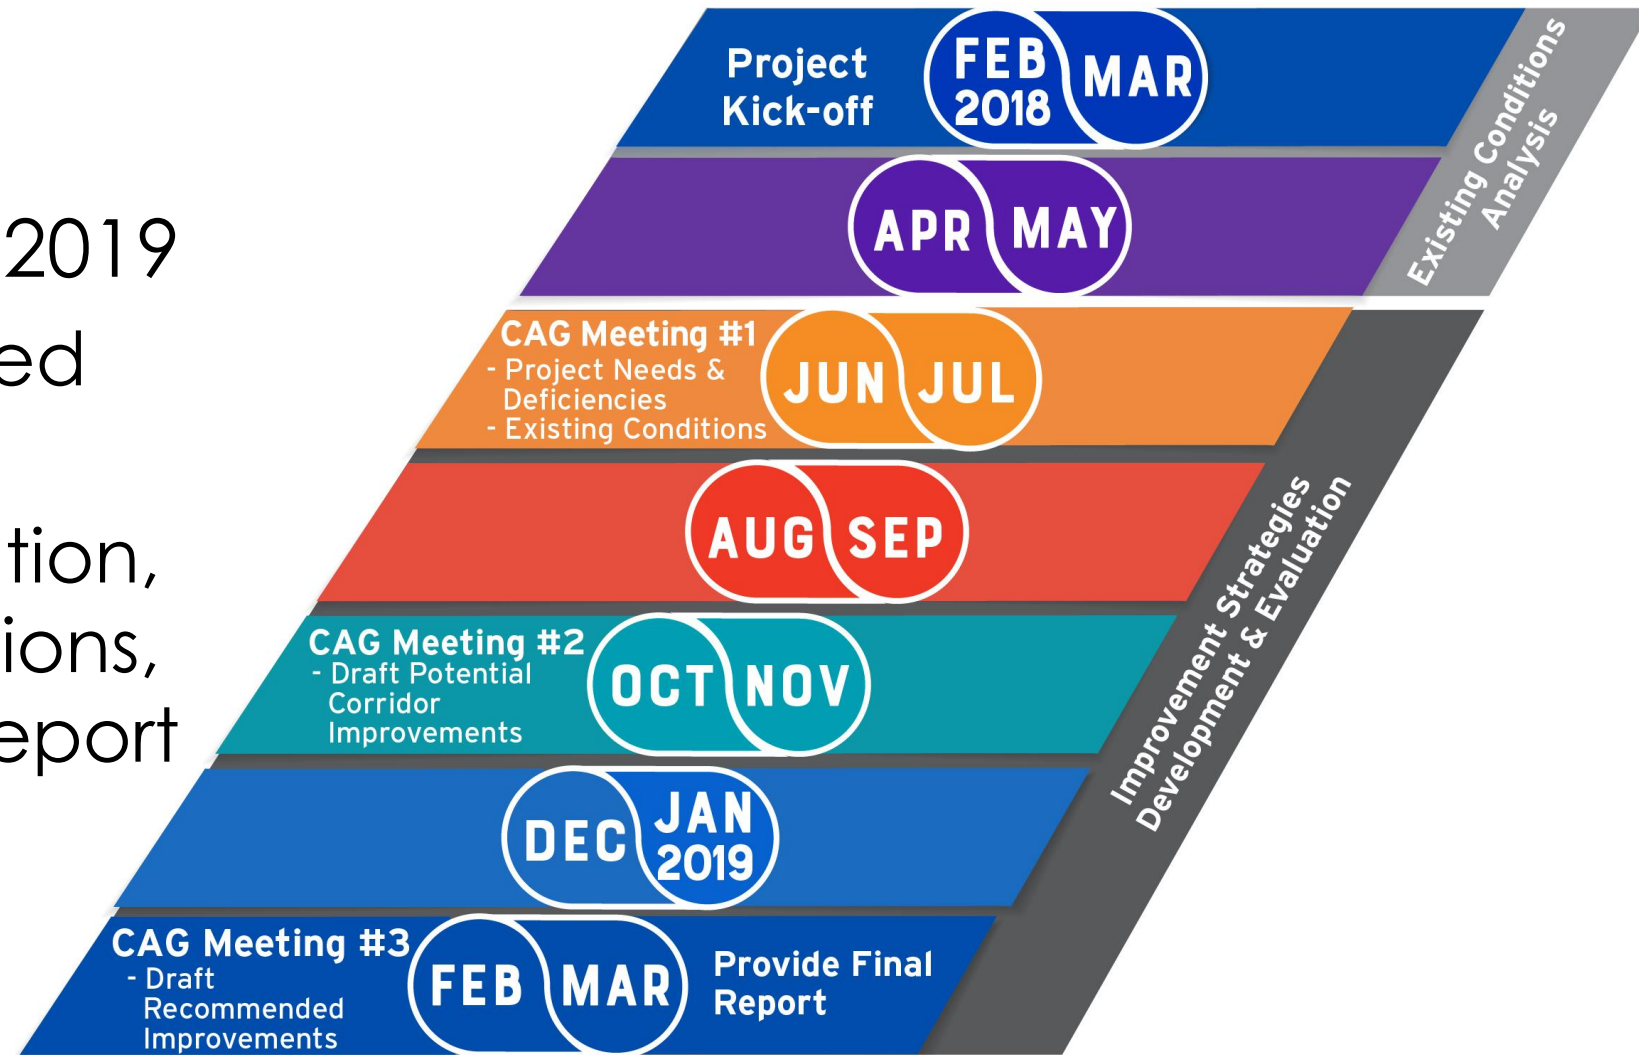 2019
ed
tion,
ions,
eport
Project
Kick-off
FEB
2018
MAR
APR
MAY
CAG Meeting #1
- Project Needs &
Deficiencies
- Existing Conditions
JUN
JUL
AUG
SEP
CAG Meeting #2
- Draft Potential
Corridor
Improvements
OCT
NOV
DEC
JAN
2019
CAG Meeting #3
- Draft
Recommended
Improvements
FEB
MAR
Provide Final
Report
Existing Conditions
Analysis
Improvement Strategies
Development & Evaluation